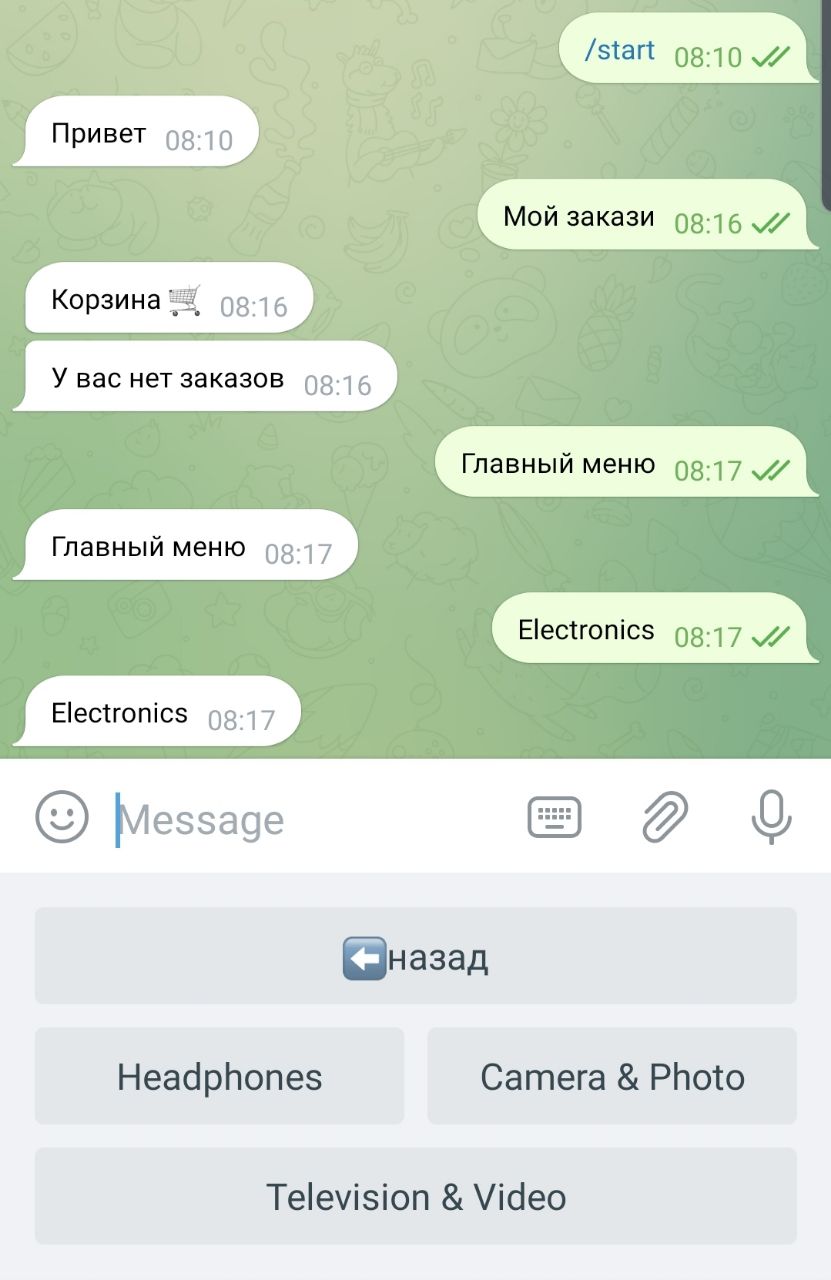 /start 08:10
Привет 08:10
Мой закази 08:16
Корзина 🛒 08:16
У вас нет заказов 08:16
Главный меню 08:17
Главный меню 08:17
Electronics 08:17
Electronics 08:17
Message
⬅️назад
Headphones
Camera & Photo
Television & Video